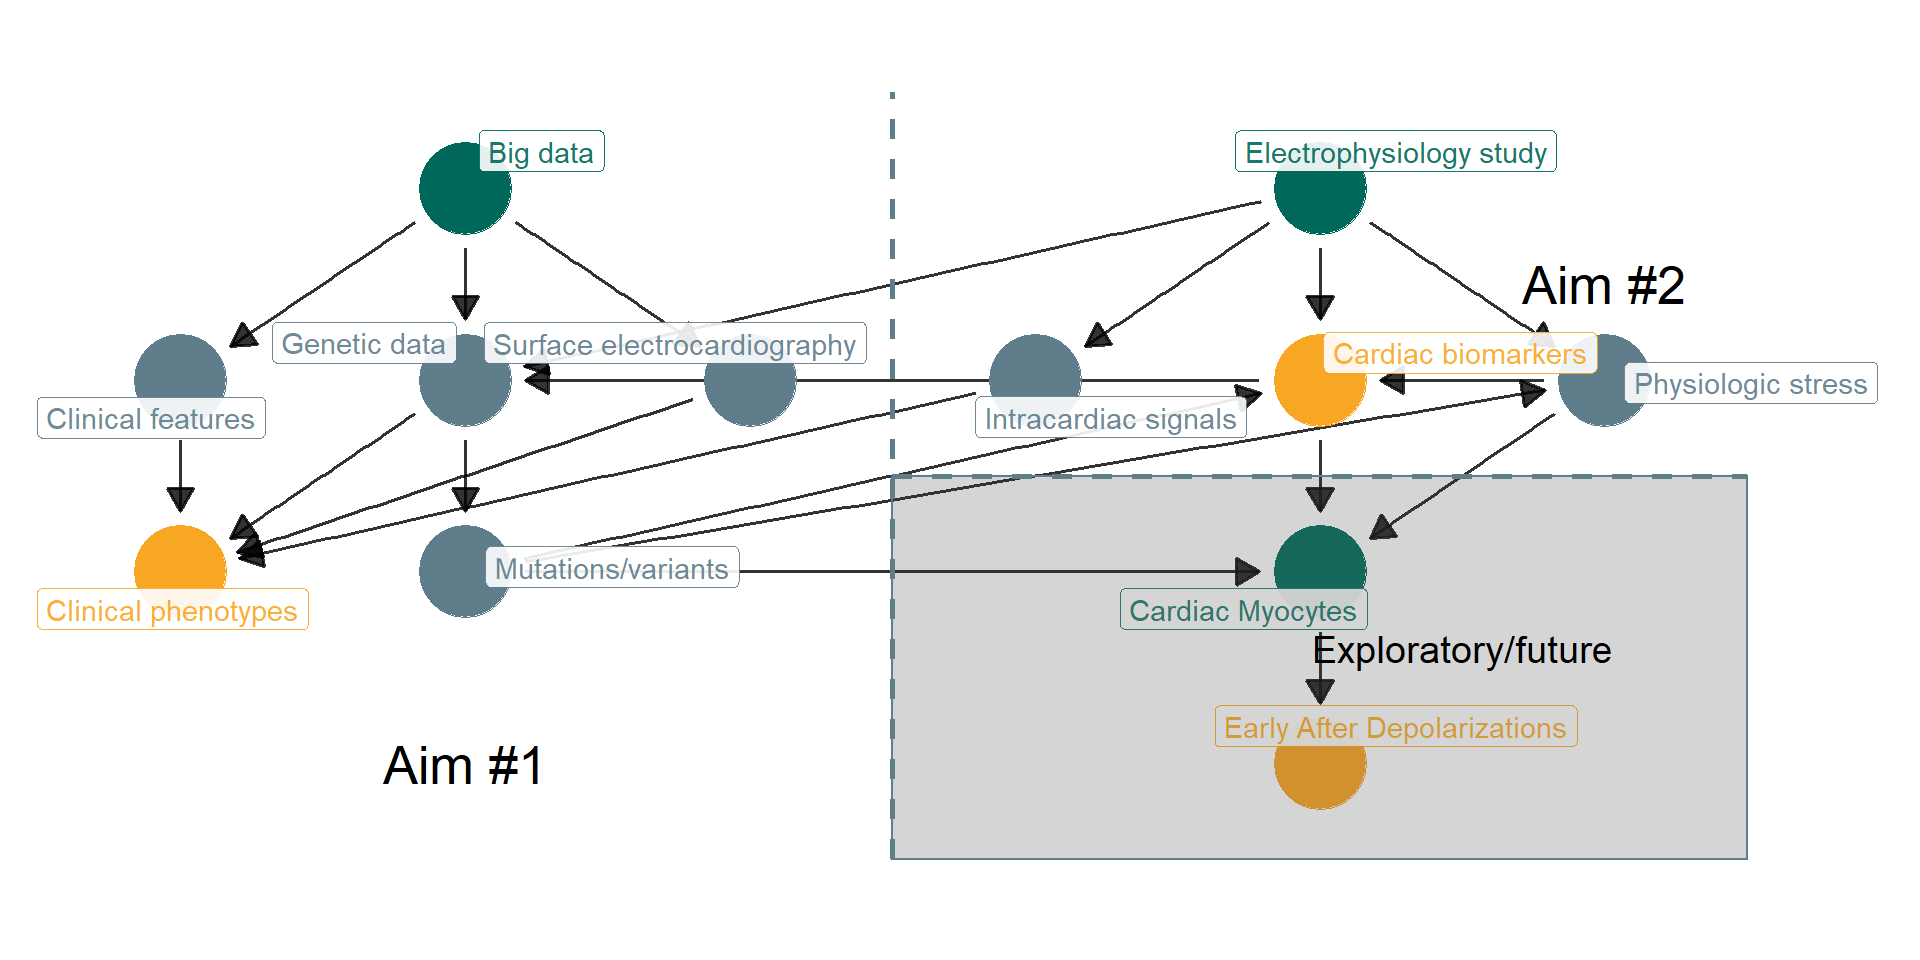 Big data
Electrophysiology study
Aim #2
Genetic data
Surface electrocardiography
Cardiac biomarkers
Physiologic stress
Clinical features
Intracardiac signals
Mutations/variants
Clinical phenotypes
Cardiac Myocytes
Exploratory/future
Early After Depolarizations
Aim #1